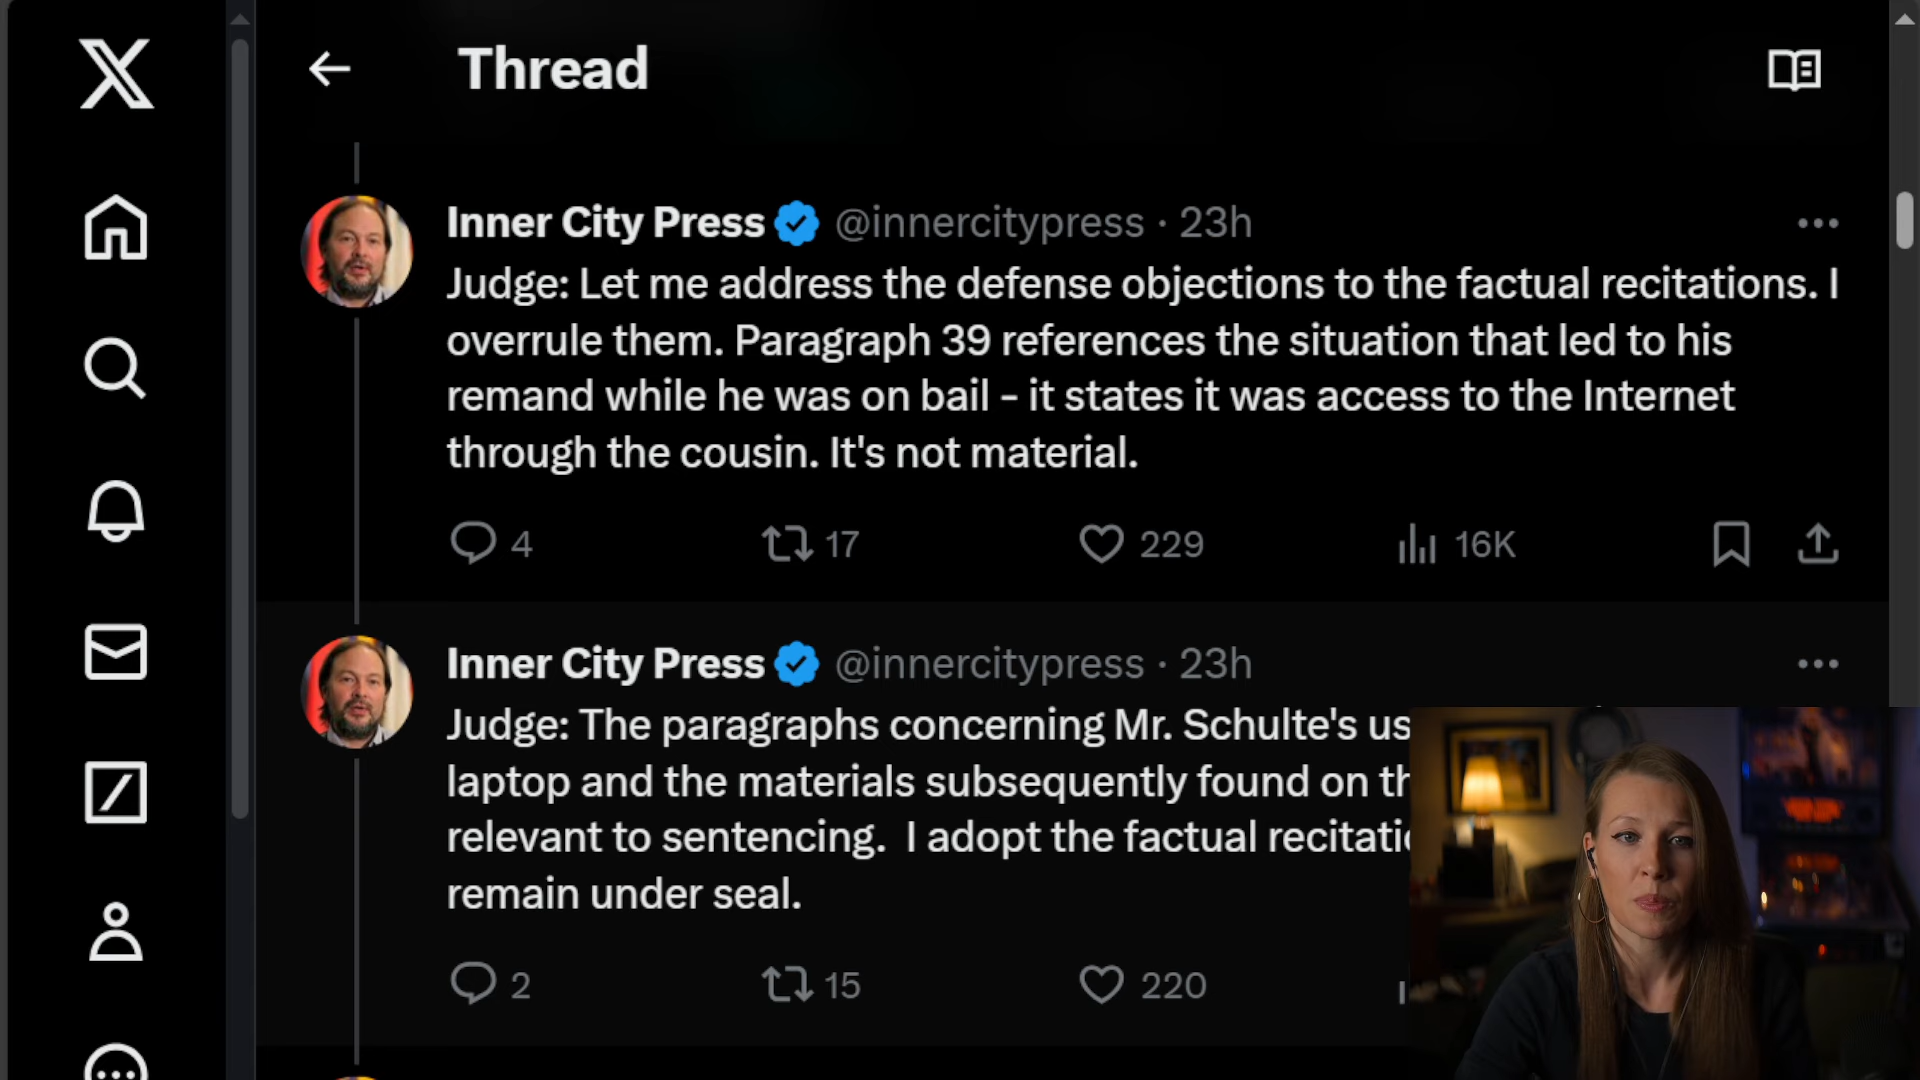 Thread
Inner City Press @innercitypress · 23h
Judge: Let me address the defense objections to the factual recitations. I
overrule them. Paragraph 39 references the situation that led to his
remand while he was on bail - it states it was access to the Internet
through the cousin. It's not material.
4 17 229 16K
Inner City Press @innercitypress · 23h
Judge: The paragraphs concerning Mr. Schulte's
laptop and the materials subsequently found on
relevant to sentencing. I adopt the factual
remain under seal.
2 15 220